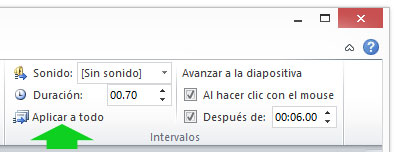 Sonido: [Sin sonido] Avanzar a la diapositiva
Duración: 00.70 Al hacer clic con el mouse
Aplicar a todo Después de: 00:06.00
Intervalos